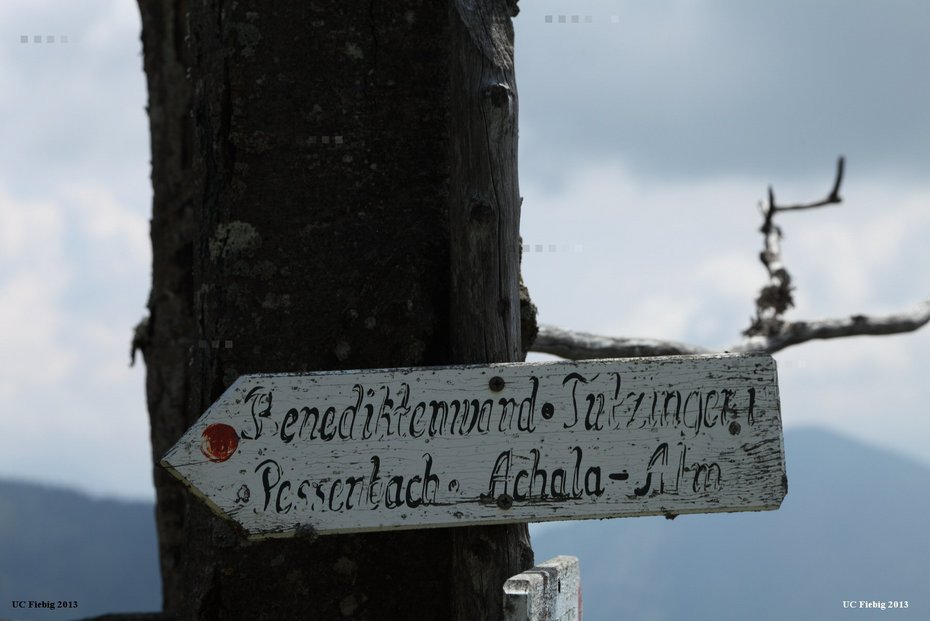 Benediktenwand • Tutzinger
Pessenbach • Achala-Alm
UC Fiebig 2013
UC Fiebig 2013